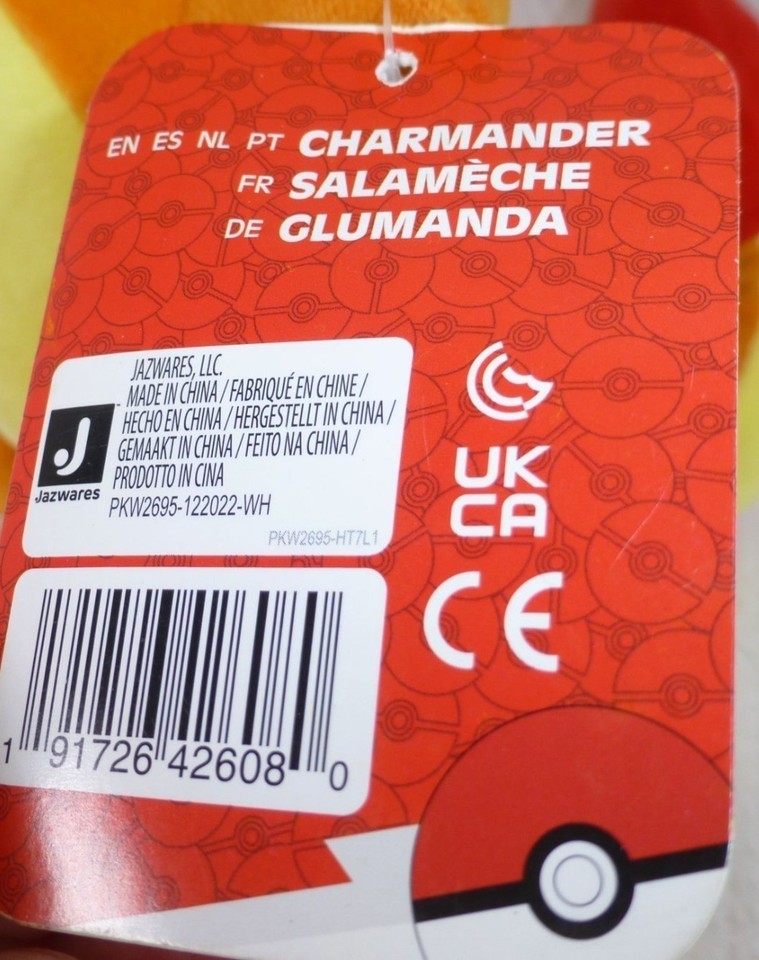 EN ES NL PT CHARMANDER
FR SALAMÈCHE
DE GLUMANDA
JAZWARES, LLC.
MADE IN CHINA / FABRIQUÉ EN CHINE /
HECHO EN CHINA / HERGESTELLT IN CHINA /
GEMAAKT IN CHINA / FEITO NA CHINA /
PRODOTTO IN CINA
PKW2695-122022-WH
PKW2695-HT7L1
J
Jazwares
UK
CA
CE
1 91726 42608 0